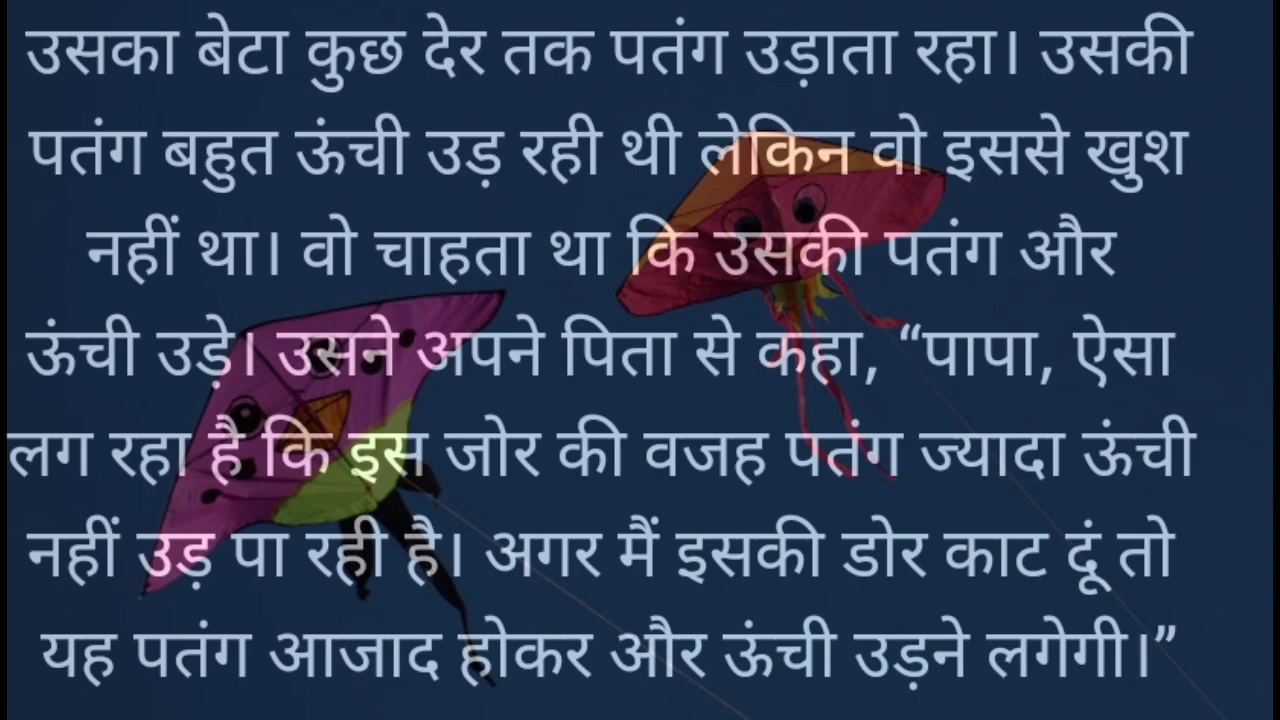 उसका बेटा कुछ देर तक पतंग उड़ाता रहा। उसकी
पतंग बहुत ऊंची उड़ रही थी लेकिन वो इससे खुश
नहीं था। वो चाहता था कि उसकी पतंग और
ऊंची उड़े। उसने अपने पिता से कहा, “पापा, ऐसा
लग रहा है कि इस जोर की वजह पतंग ज्यादा ऊंची
नहीं उड़ पा रही है। अगर मैं इसकी डोर काट दूं तो
यह पतंग आजाद होकर और ऊंची उड़ने लगेगी।”